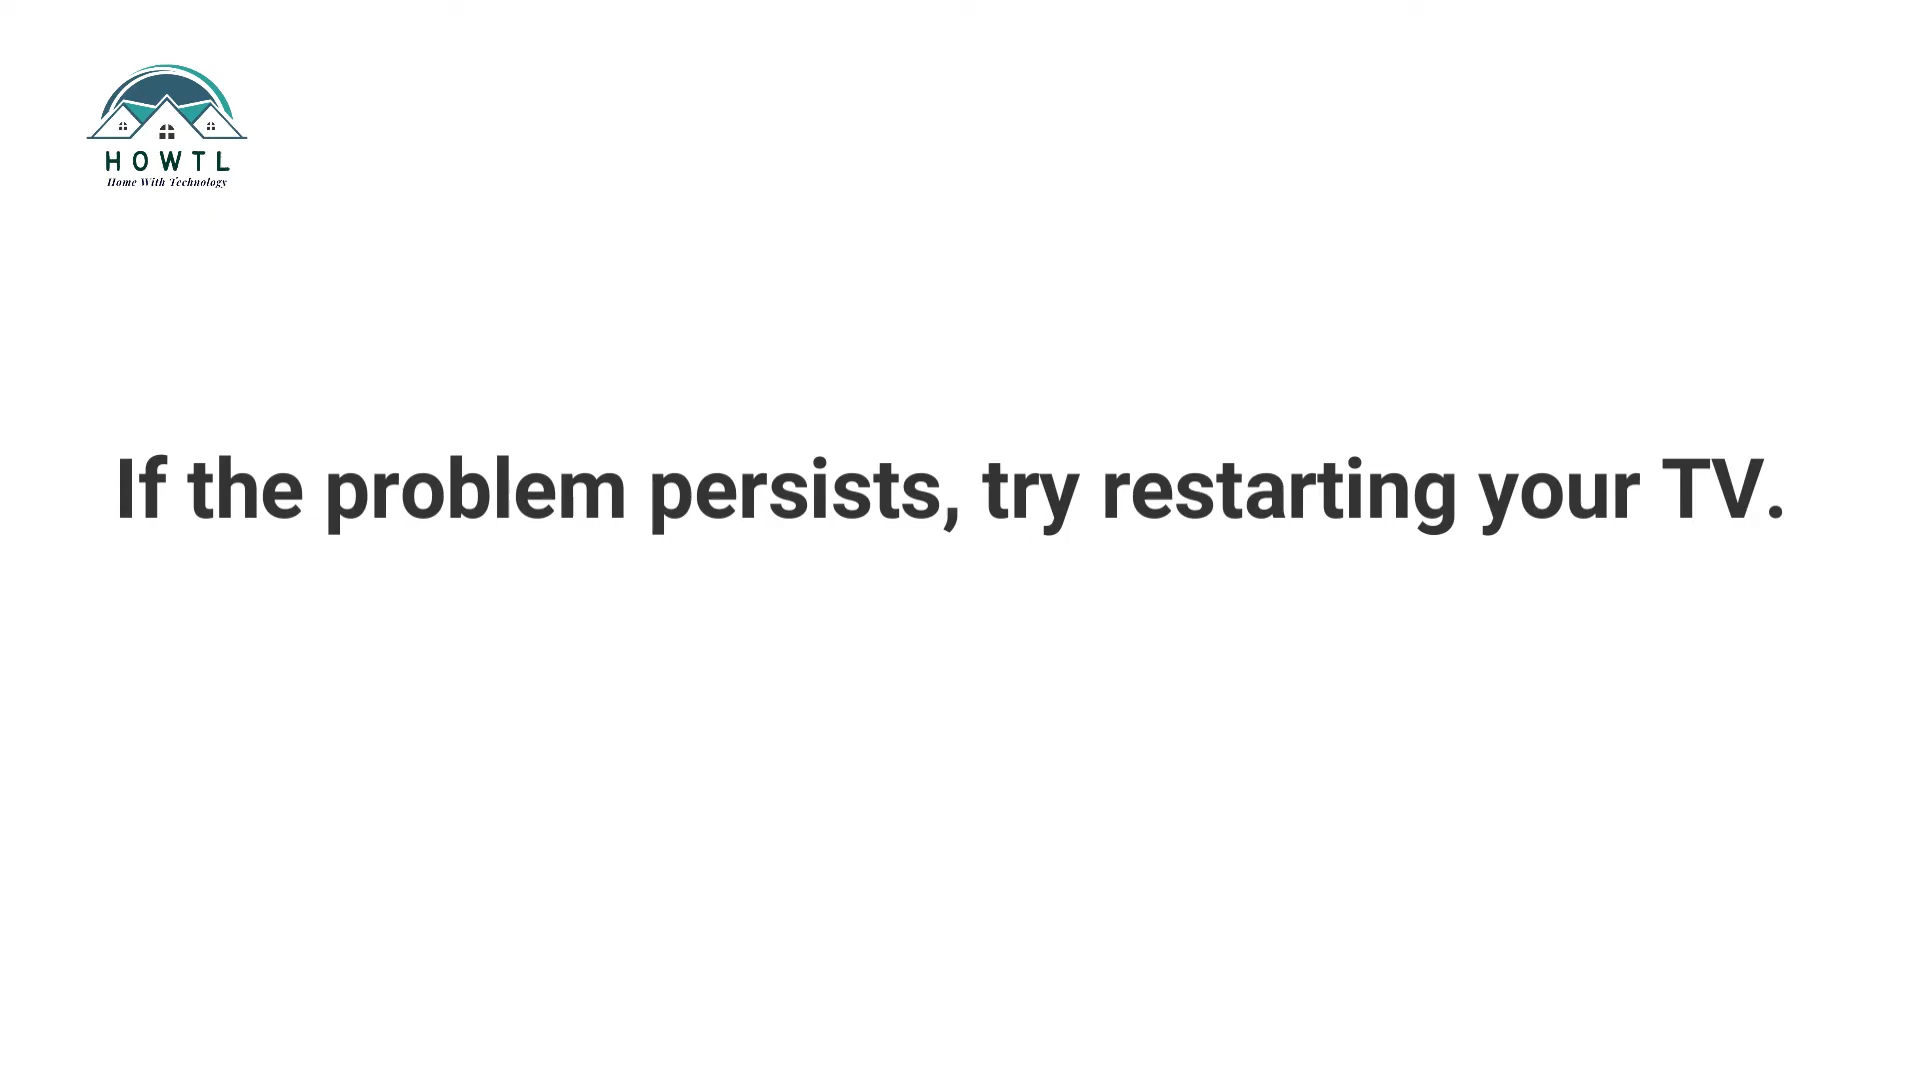 HOWTL
Home With Technology
If the problem persists, try restarting your TV.